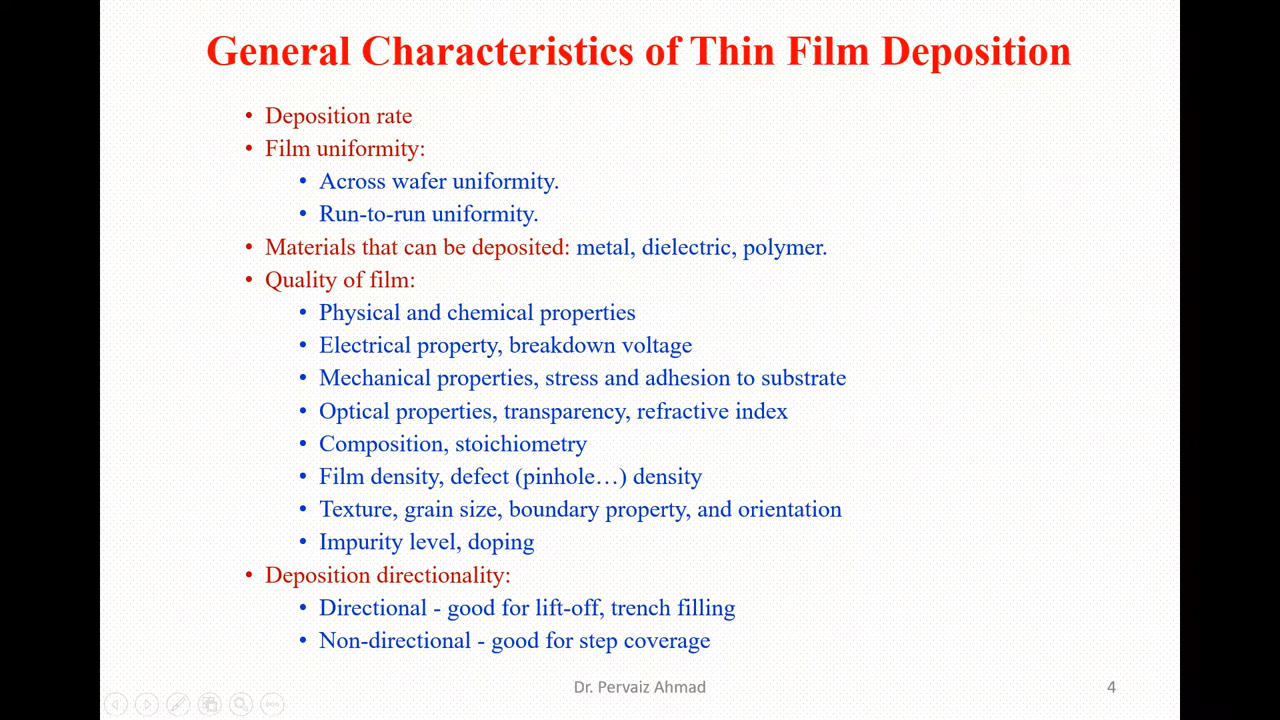 General Characteristics of Thin Film Deposition
• Deposition rate
• Film uniformity:
• Across wafer uniformity.
• Run-to-run uniformity.
• Materials that can be deposited: metal, dielectric, polymer.
• Quality of film:
• Physical and chemical properties
• Electrical property, breakdown voltage
• Mechanical properties, stress and adhesion to substrate
• Optical properties, transparency, refractive index
• Composition, stoichiometry
• Film density, defect (pinhole…) density
• Texture, grain size, boundary property, and orientation
• Impurity level, doping
• Deposition directionality:
• Directional - good for lift-off, trench filling
• Non-directional - good for step coverage
Dr. Pervaiz Ahmad
4